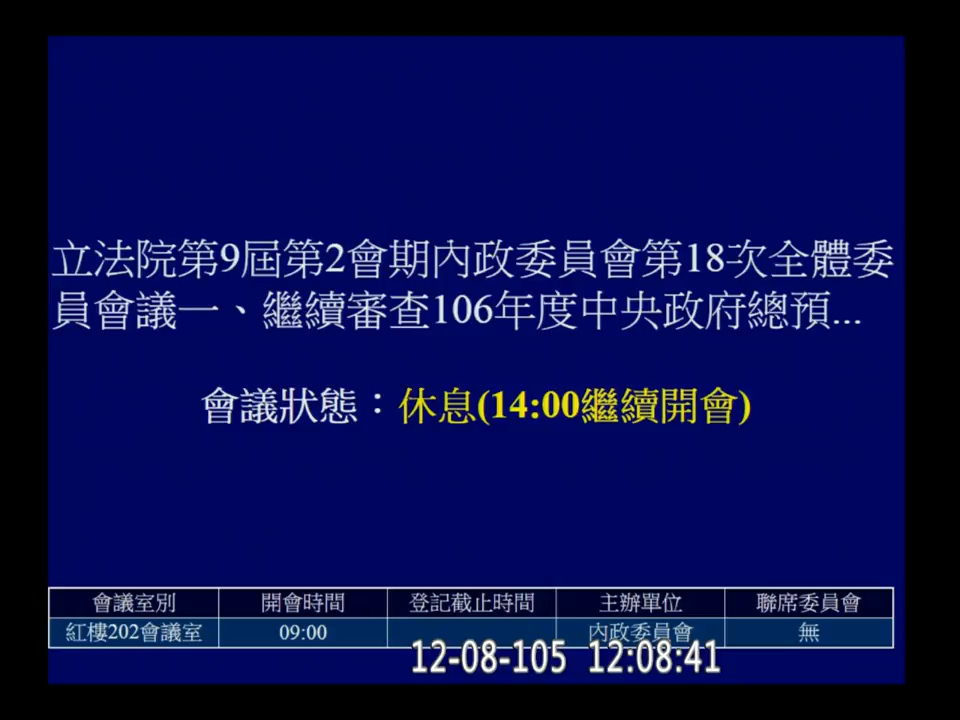 立法院第9屆第2會期內政委員會第18次全體委
員會議一、繼續審查106年度中央政府總預...
會議狀態：休息(14:00繼續開會)
會議室別 開會時間 登記截止時間 主辦單位 聯席委員會
紅樓202會議室 09:00 內政委員會 無
12-08-105 12:08:41